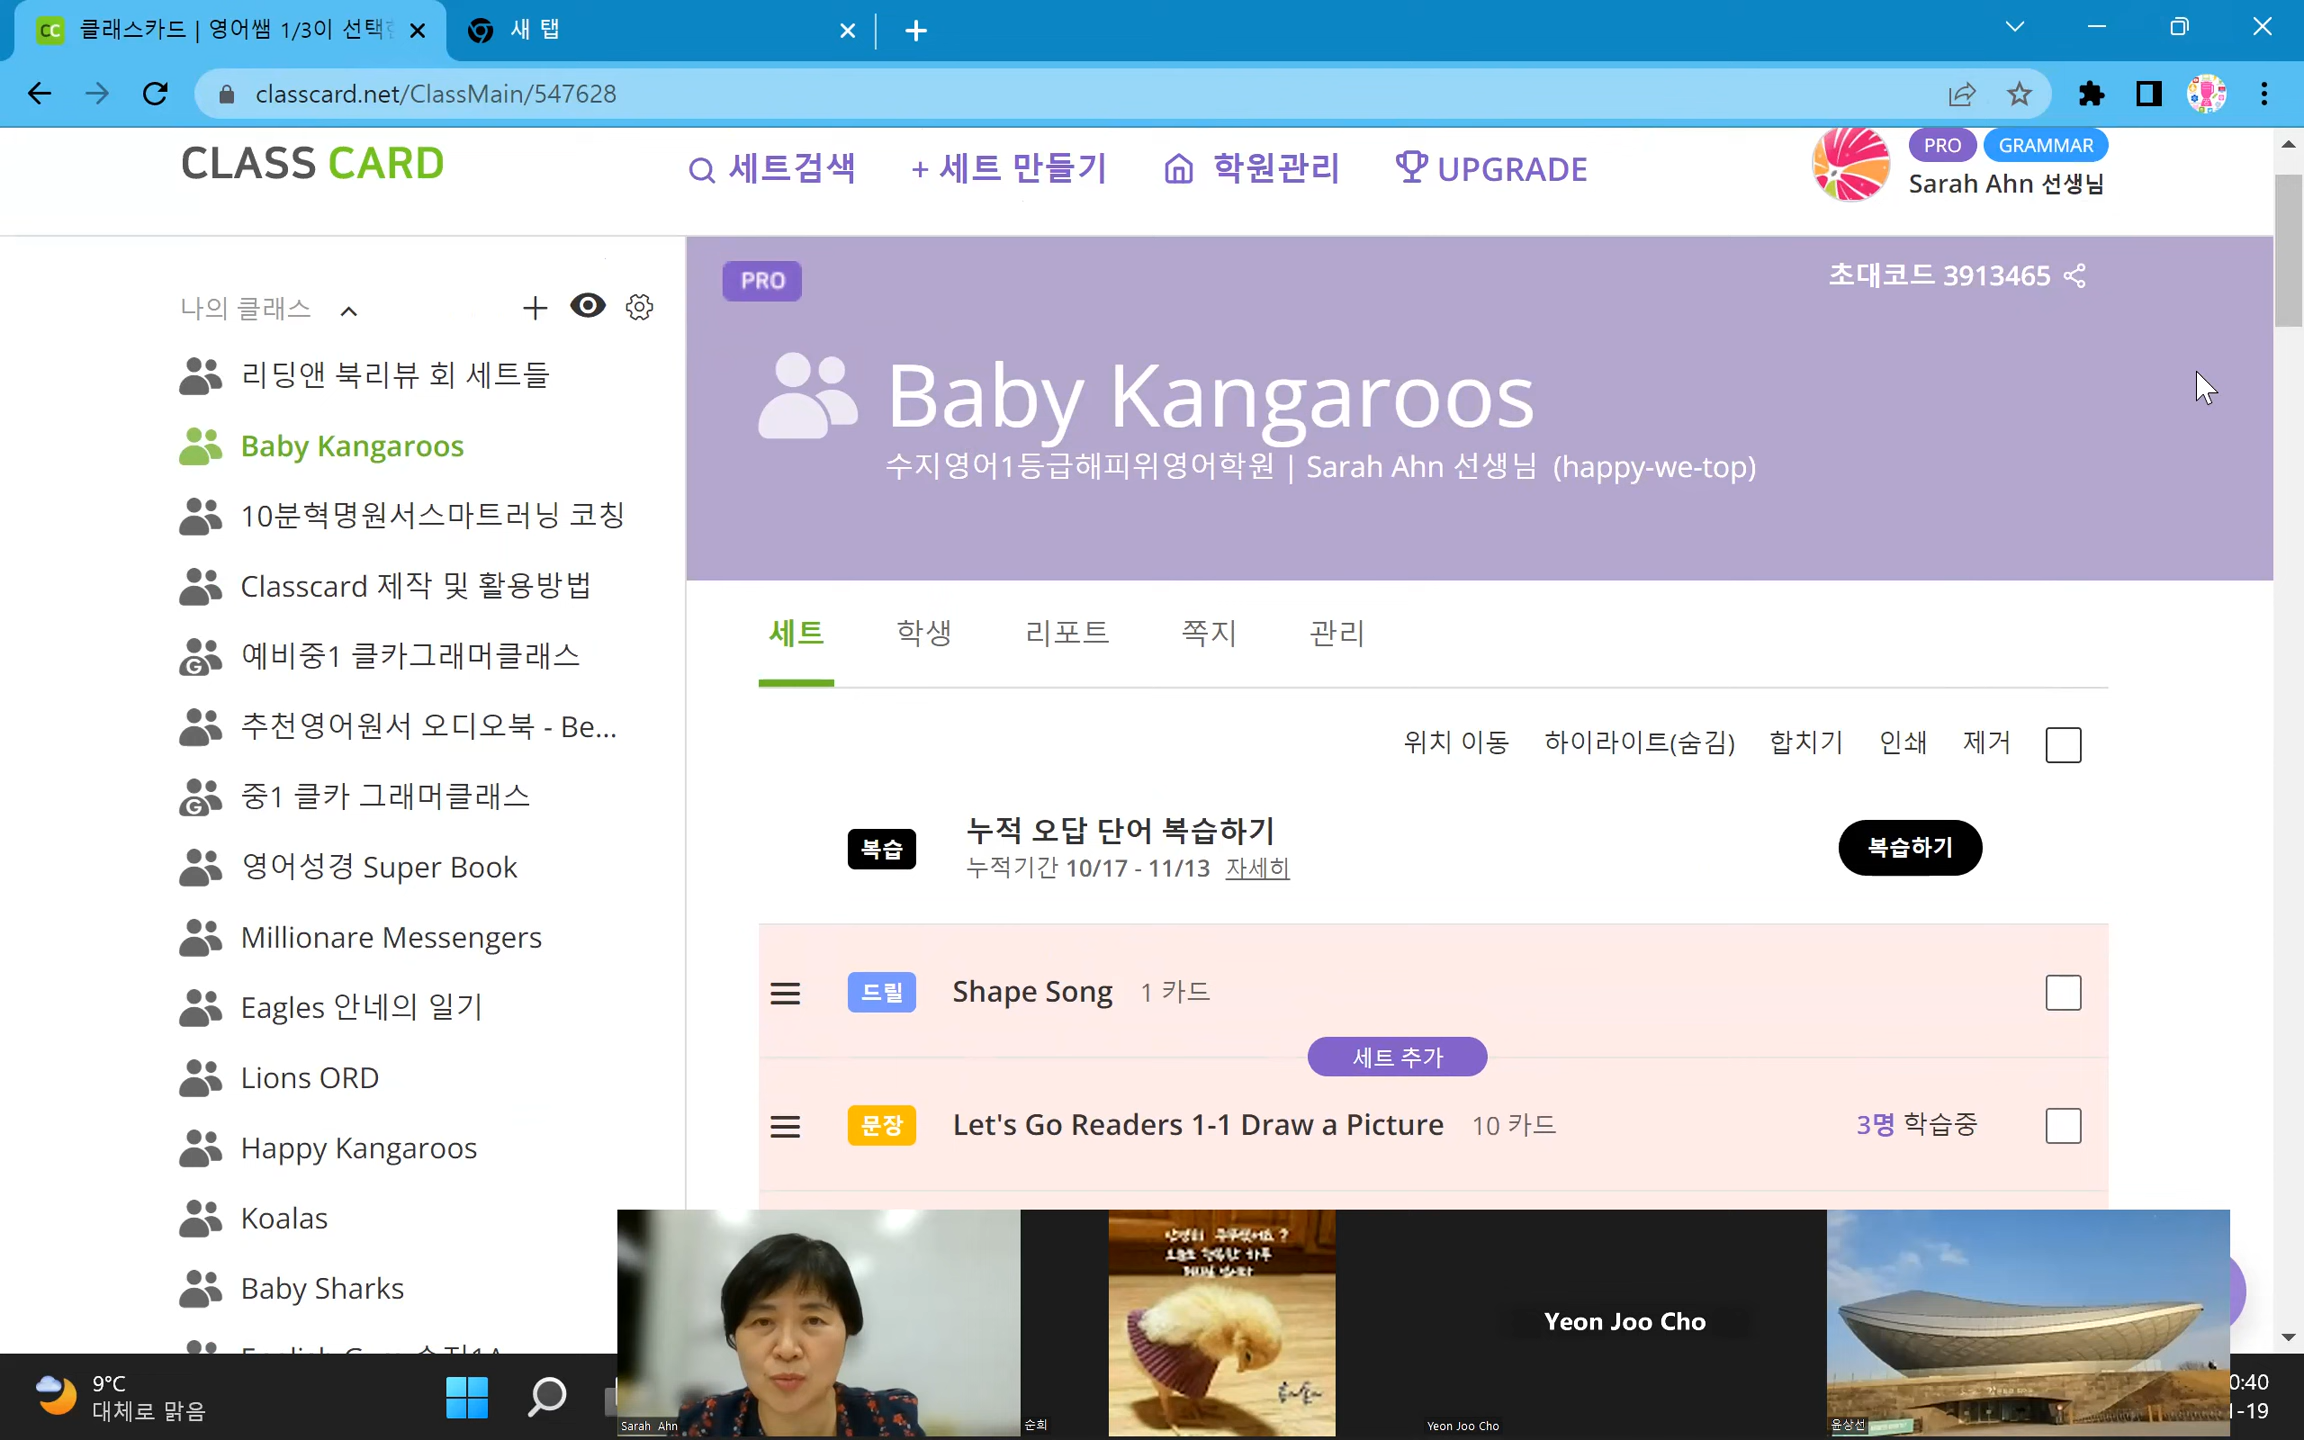 클래스카드 | 영어쌤 1/3이 선택한
새 탭
classcard.net/ClassMain/547628
CLASS CARD
세트검색
+ 세트 만들기
학원관리
UPGRADE
PRO
GRAMMAR
Sarah Ahn 선생님
나의 클래스
리딩앤 북리뷰 회 세트들
Baby Kangaroos
10분혁명원서스마트러닝 코칭
Classcard 제작 및 활용방법
예비중1 클카그래머클래스
추천영어원서 오디오북 - Be...
중1 클카 그래머클래스
영어성경 Super Book
Millionare Messengers
Eagles 안네의 일기
Lions ORD
Happy Kangaroos
Koalas
Baby Sharks
PRO
초대코드 3913465
Baby Kangaroos
수지영어1등급해피위영어학원 | Sarah Ahn 선생님 (happy-we-top)
세트
학생
리포트
쪽지
관리
위치 이동
하이라이트(숨김)
합치기
인쇄
제거
복습
누적 오답 단어 복습하기
누적기간 10/17 - 11/13 자세히
복습하기
드릴
Shape Song
1 카드
세트 추가
문장
Let's Go Readers 1-1 Draw a Picture
10 카드
3명 학습중
Yeon Joo Cho
Sarah Ahn
순희
Yeon Joo Cho
윤상선
9°C
대체로 맑음
0:40
-19